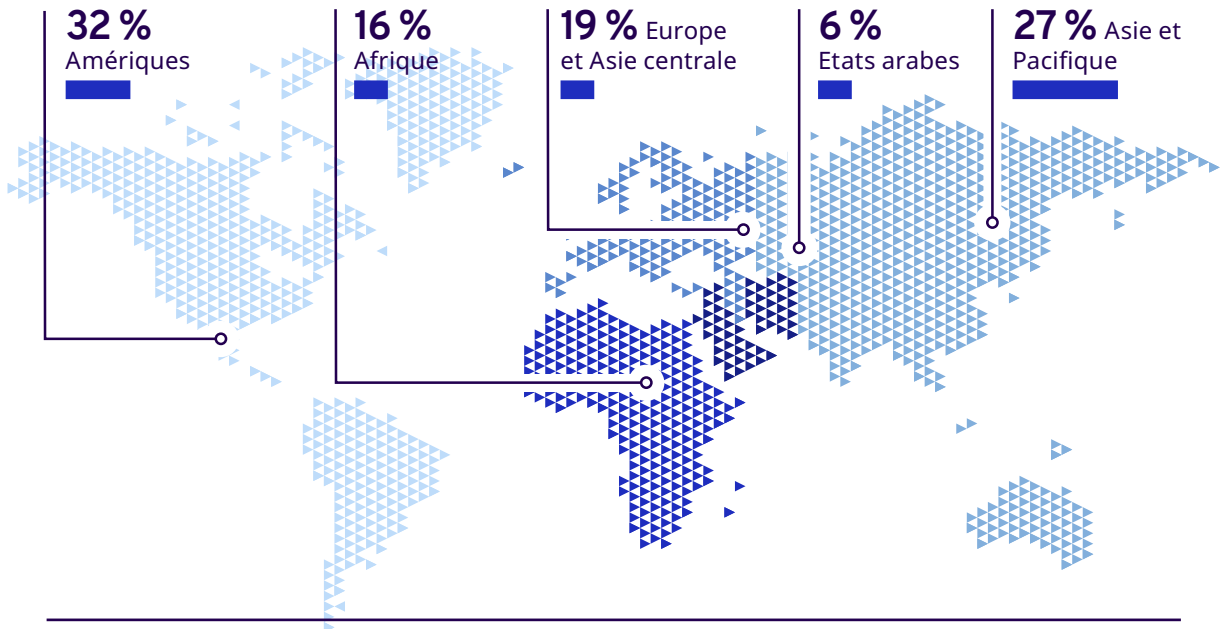 32 %
Amériques
16 %
Afrique
19 % Europe
et Asie centrale
6 %
Etats arabes
27 % Asie et
Pacifique